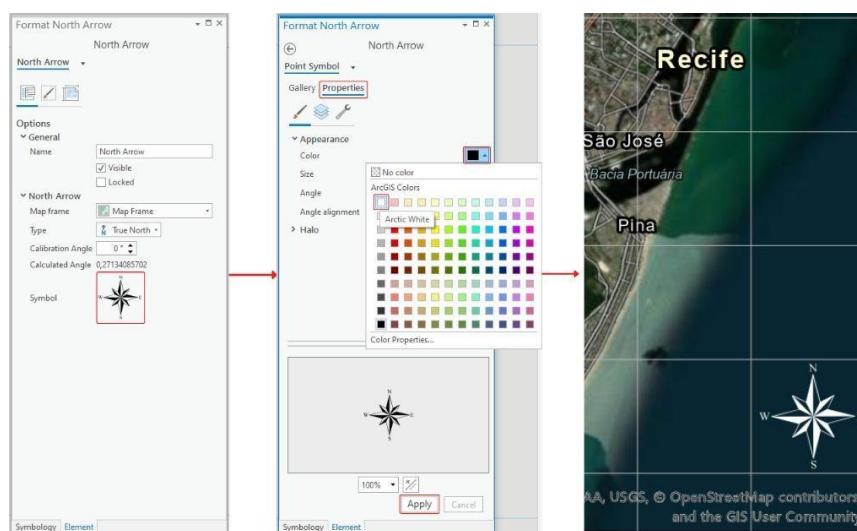 Format North Arrow
North Arrow
North Arrow
Options
General
Name
North Arrow
Visible
Locked
North Arrow
Map frame
Map Frame
Type
True North
Calibration Angle
0 °
Calculated Angle
0,27134085702
Symbol
N
W
E
S
Symbology
Element
Format North Arrow
North Arrow
Point Symbol
Gallery
Properties
Appearance
Color
Size
Angle
Angle alignment
Halo
No color
ArcGIS Colors
Arctic White
Color Properties...
N
W
E
S
100%
Apply
Cancel
Symbology
Element
Recife
São José
Bacia Portuária
Pina
N
W
S
AA, USGS, © OpenStreetMap contributors
and the GIS User Community